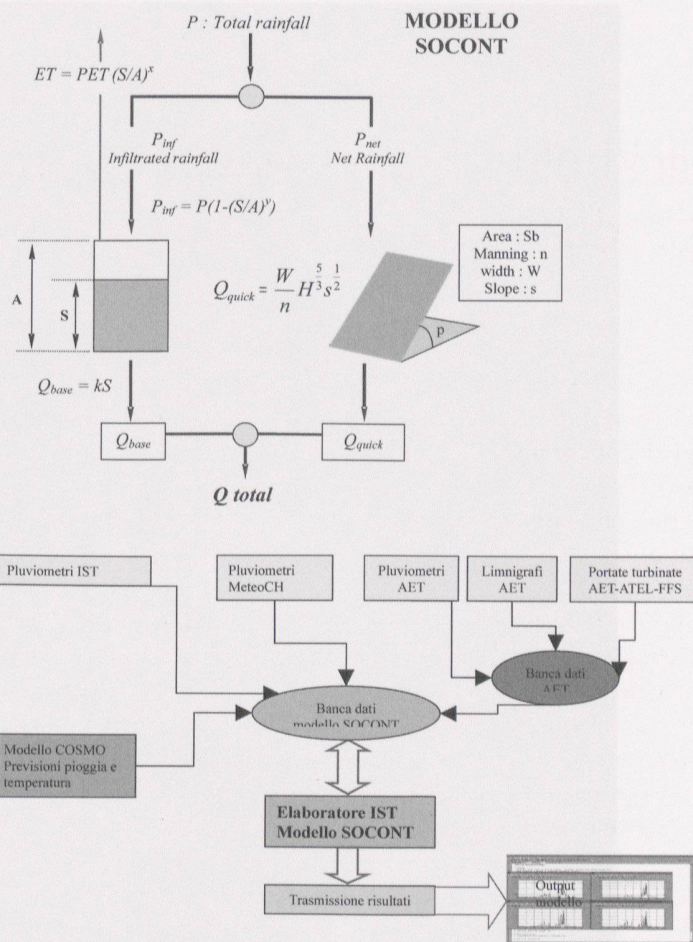 MODELLO
SOCONT
P : Total rainfall
ET = PET (S/A)^x
P_inf
Infiltrated rainfall
P_net
Net Rainfall
P_inf = P(1-(S/A)^y)
Area : Sb
Manning : n
width : W
Slope : s
A
S
Q_quick = W/n H^5/3 s^1/2
p
Q_base = kS
Q_base
Q_quick
Q total
Pluviometri IST
Pluviometri
MeteoCH
Pluviometri
AET
Limnigrafi
AET
Portate turbinate
AET-ATEL-FFS
Banca dati
AET
Banca dati
modello SOCONT
Modello COSMO
Previsioni pioggia e
temperatura
Elaboratore IST
Modello SOCONT
Trasmissione risultati
Output
modello